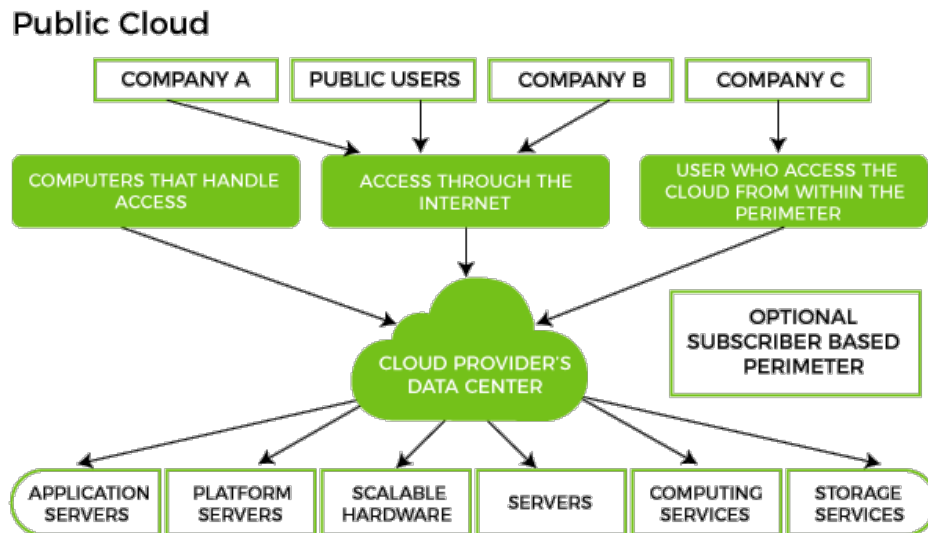 Public Cloud
COMPANY A
PUBLIC USERS
COMPANY B
COMPANY C
COMPUTERS THAT HANDLE
ACCESS
ACCESS THROUGH THE
INTERNET
USER WHO ACCESS THE
CLOUD FROM WITHIN THE
PERIMETER
OPTIONAL
SUBSCRIBER BASED
PERIMETER
CLOUD PROVIDER'S
DATA CENTER
APPLICATION
SERVERS
PLATFORM
SERVERS
SCALABLE
HARDWARE
SERVERS
COMPUTING
SERVICES
STORAGE
SERVICES